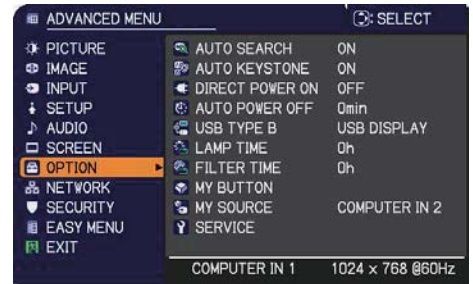 ADVANCED MENU : SELECT
PICTURE
IMAGE
INPUT
SETUP
AUDIO
SCREEN
OPTION
NETWORK
SECURITY
EASY MENU
EXIT
AUTO SEARCH ON
AUTO KEYSTONE ON
DIRECT POWER ON OFF
AUTO POWER OFF 0min
USB TYPE B USB DISPLAY
LAMP TIME 0h
FILTER TIME 0h
MY BUTTON
MY SOURCE COMPUTER IN 2
SERVICE
COMPUTER IN 1 1024 x 768 @60Hz